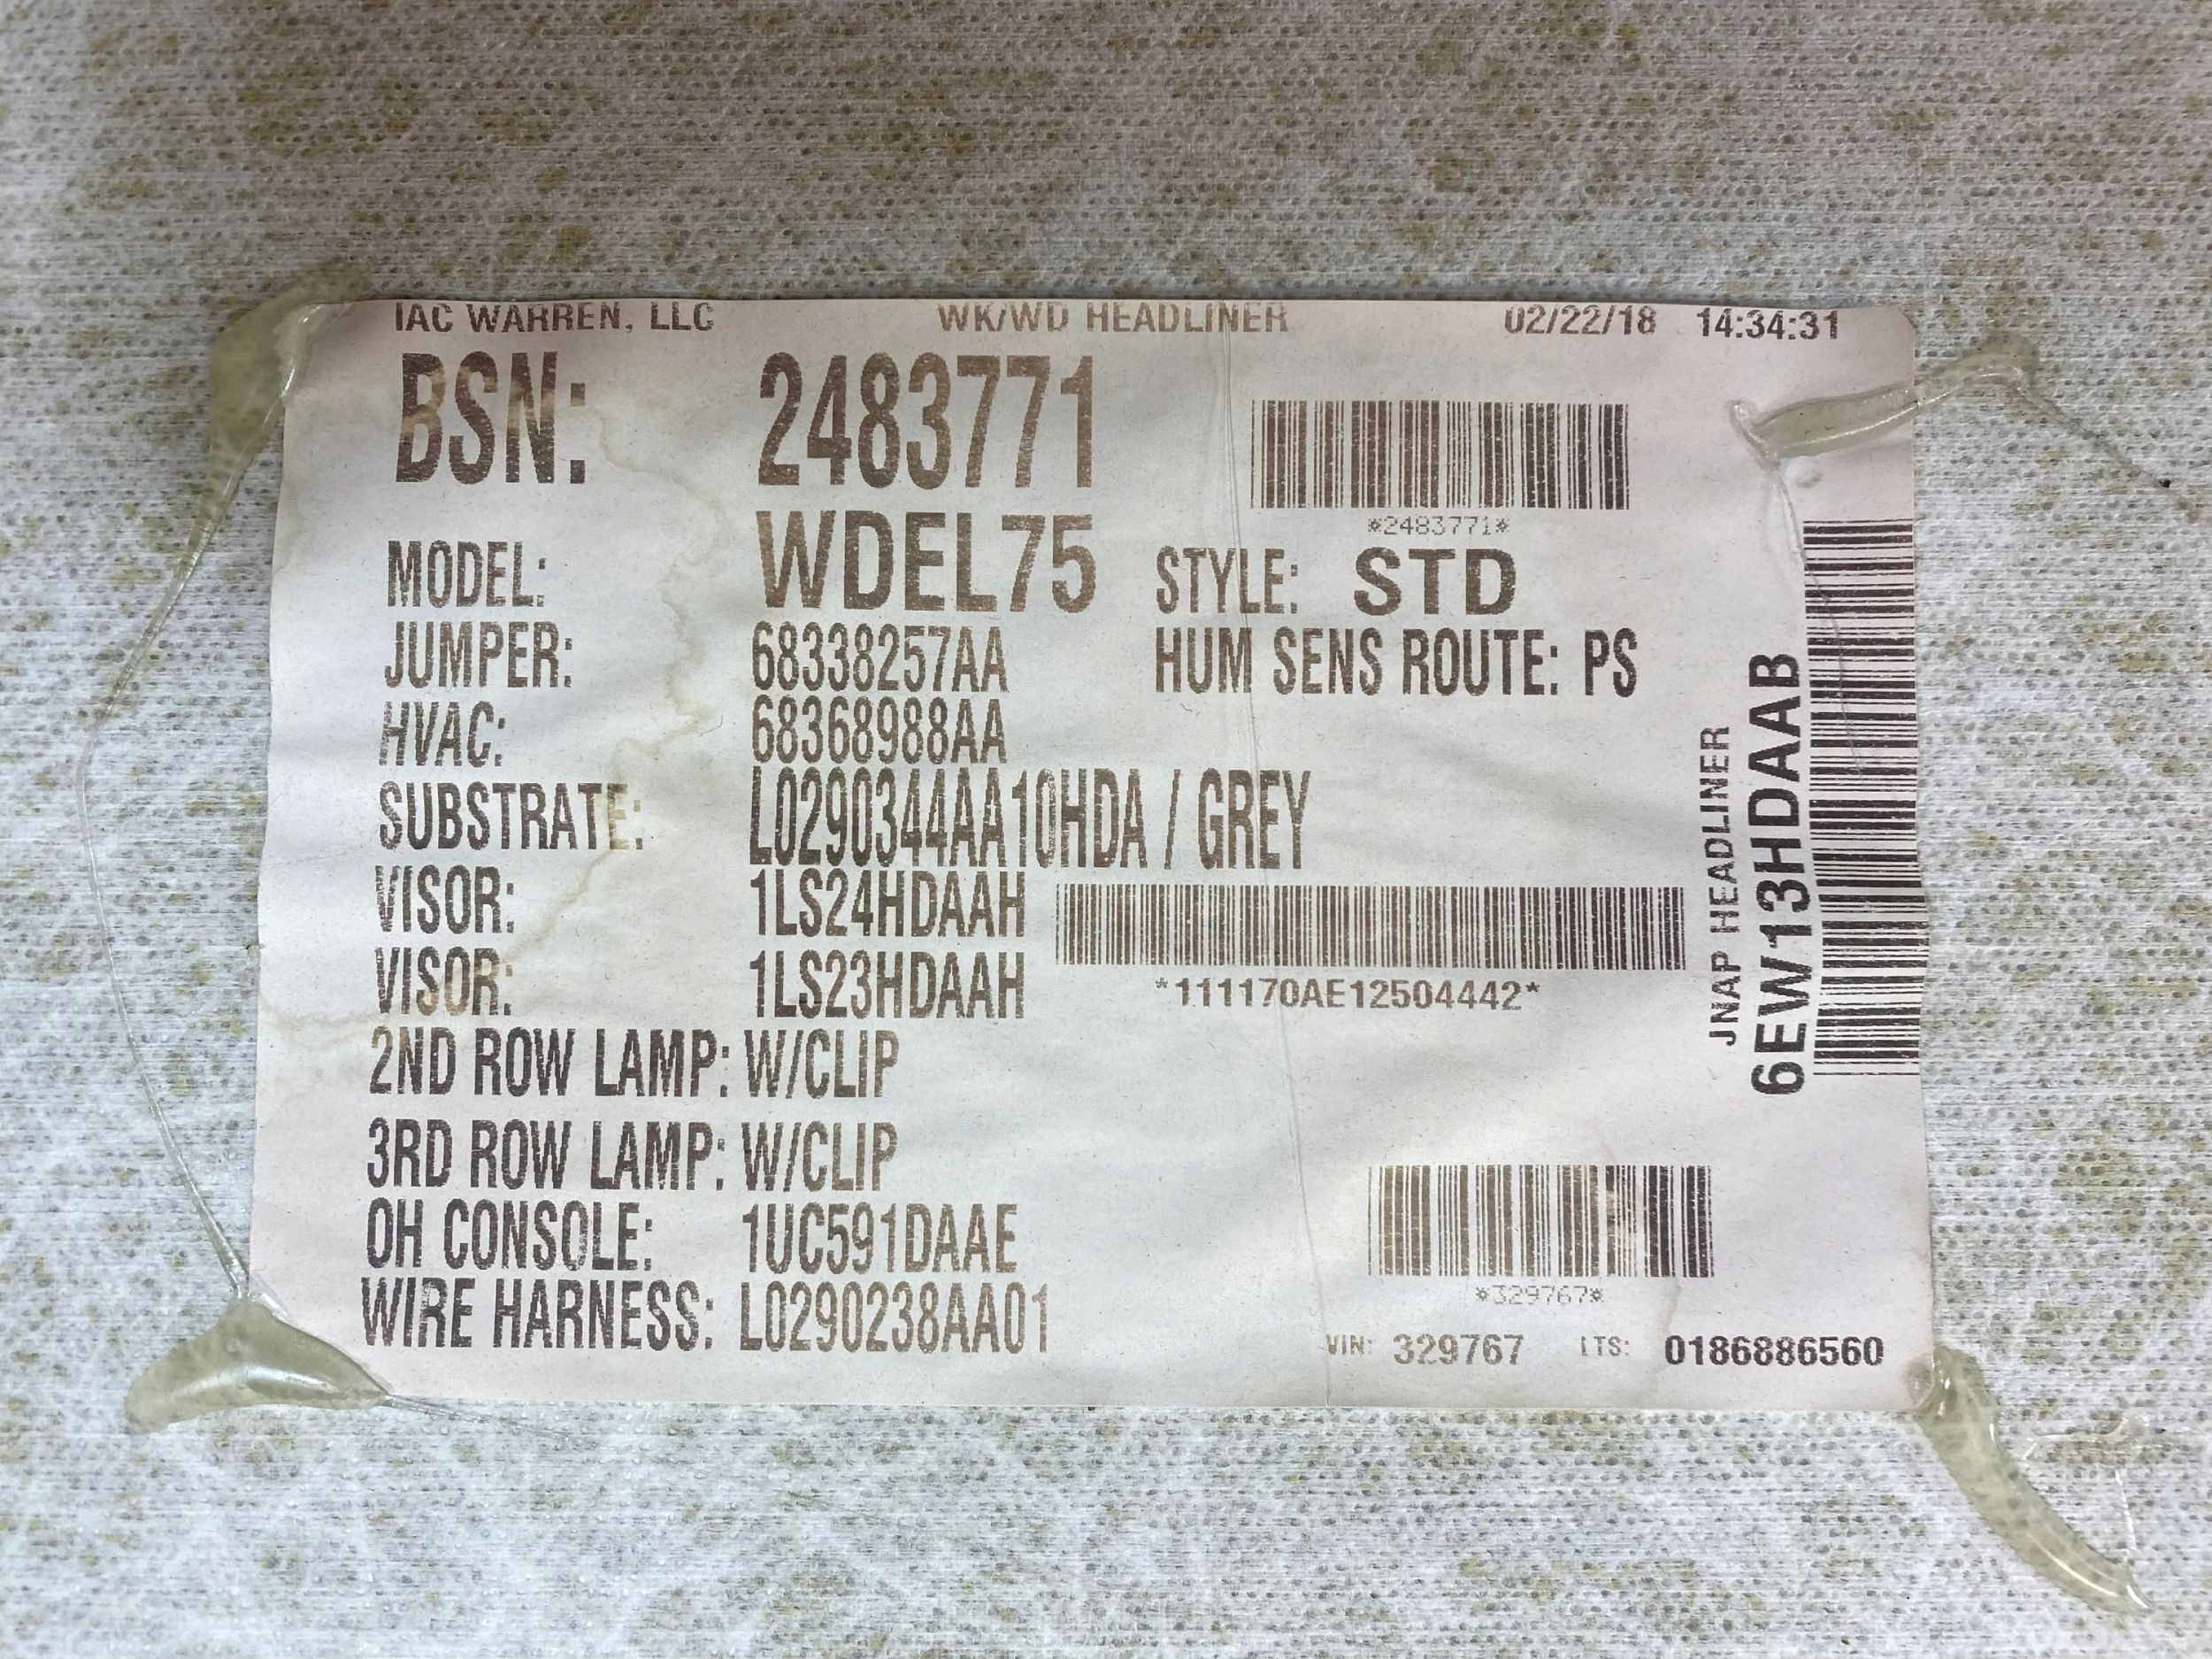 IAC WARREN, LLC WK/WD HEADLINER 02/22/18 14:34:31
BSN: 2483771
*2483771*
MODEL: WDEL75 STYLE: STD
JUMPER: 68338257AA HUM SENS ROUTE: PS
HVAC: 68368988AA
SUBSTRATE: L0290344AA10HDA / GREY
VISOR: 1LS24HDAAH
VISOR: 1LS23HDAAH
*111170AE12504442*
2ND ROW LAMP: W/CLIP
3RD ROW LAMP: W/CLIP
OH CONSOLE: 1UC591DAAE
WIRE HARNESS: L0290238AA01
*329767*
VIN: 329767 LTS: 0186886560
JNAP HEADLINER
6EW13HDAAB